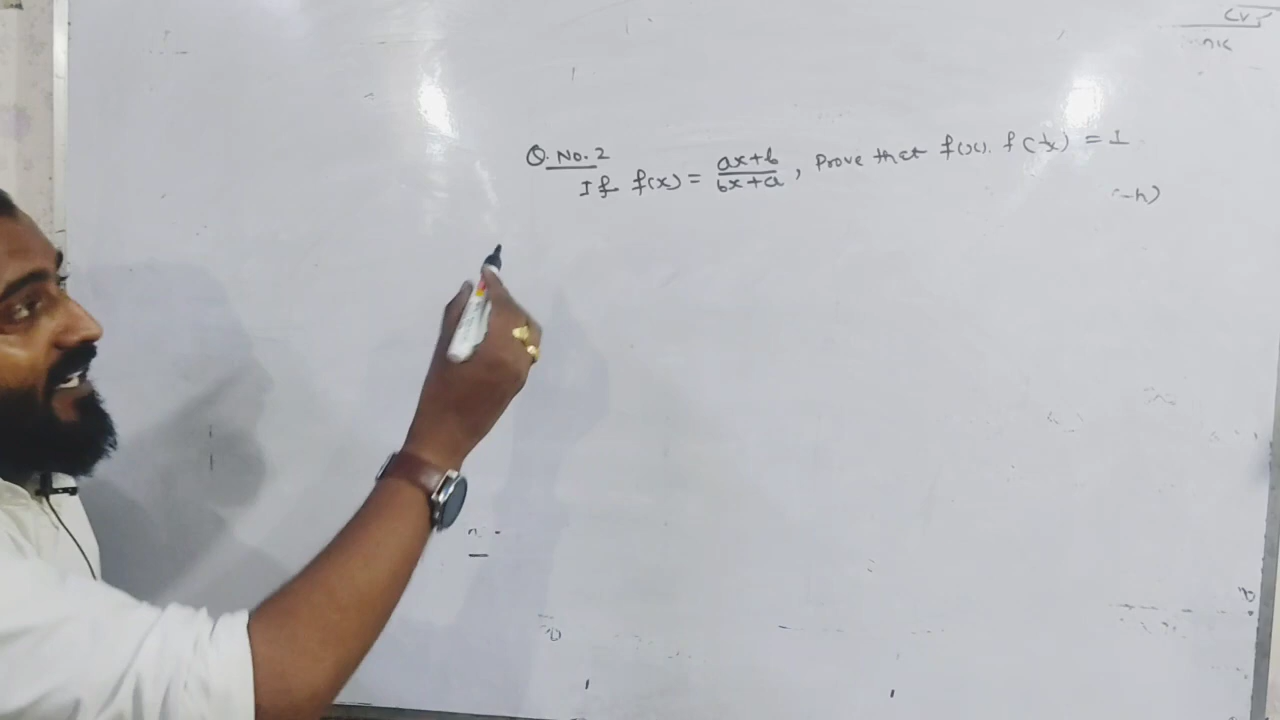 Q. No. 2
If f(x) = ax+b / bx+a , Prove that f(x). f(1/x) = 1